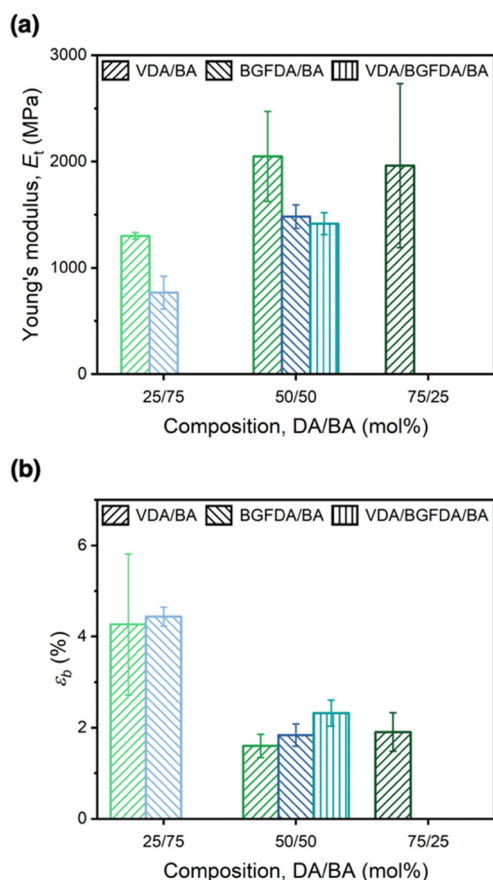 (a)
3000
VDA/BA BGFDA/BA VDA/BGFDA/BA
2000
1000
0
Young's modulus, Eₜ (MPa)
25/75 50/50 75/25
Composition, DA/BA (mol%)
(b)
VDA/BA BGFDA/BA VDA/BGFDA/BA
6
4
2
0
ε_b (%)
25/75 50/50 75/25
Composition, DA/BA (mol%)